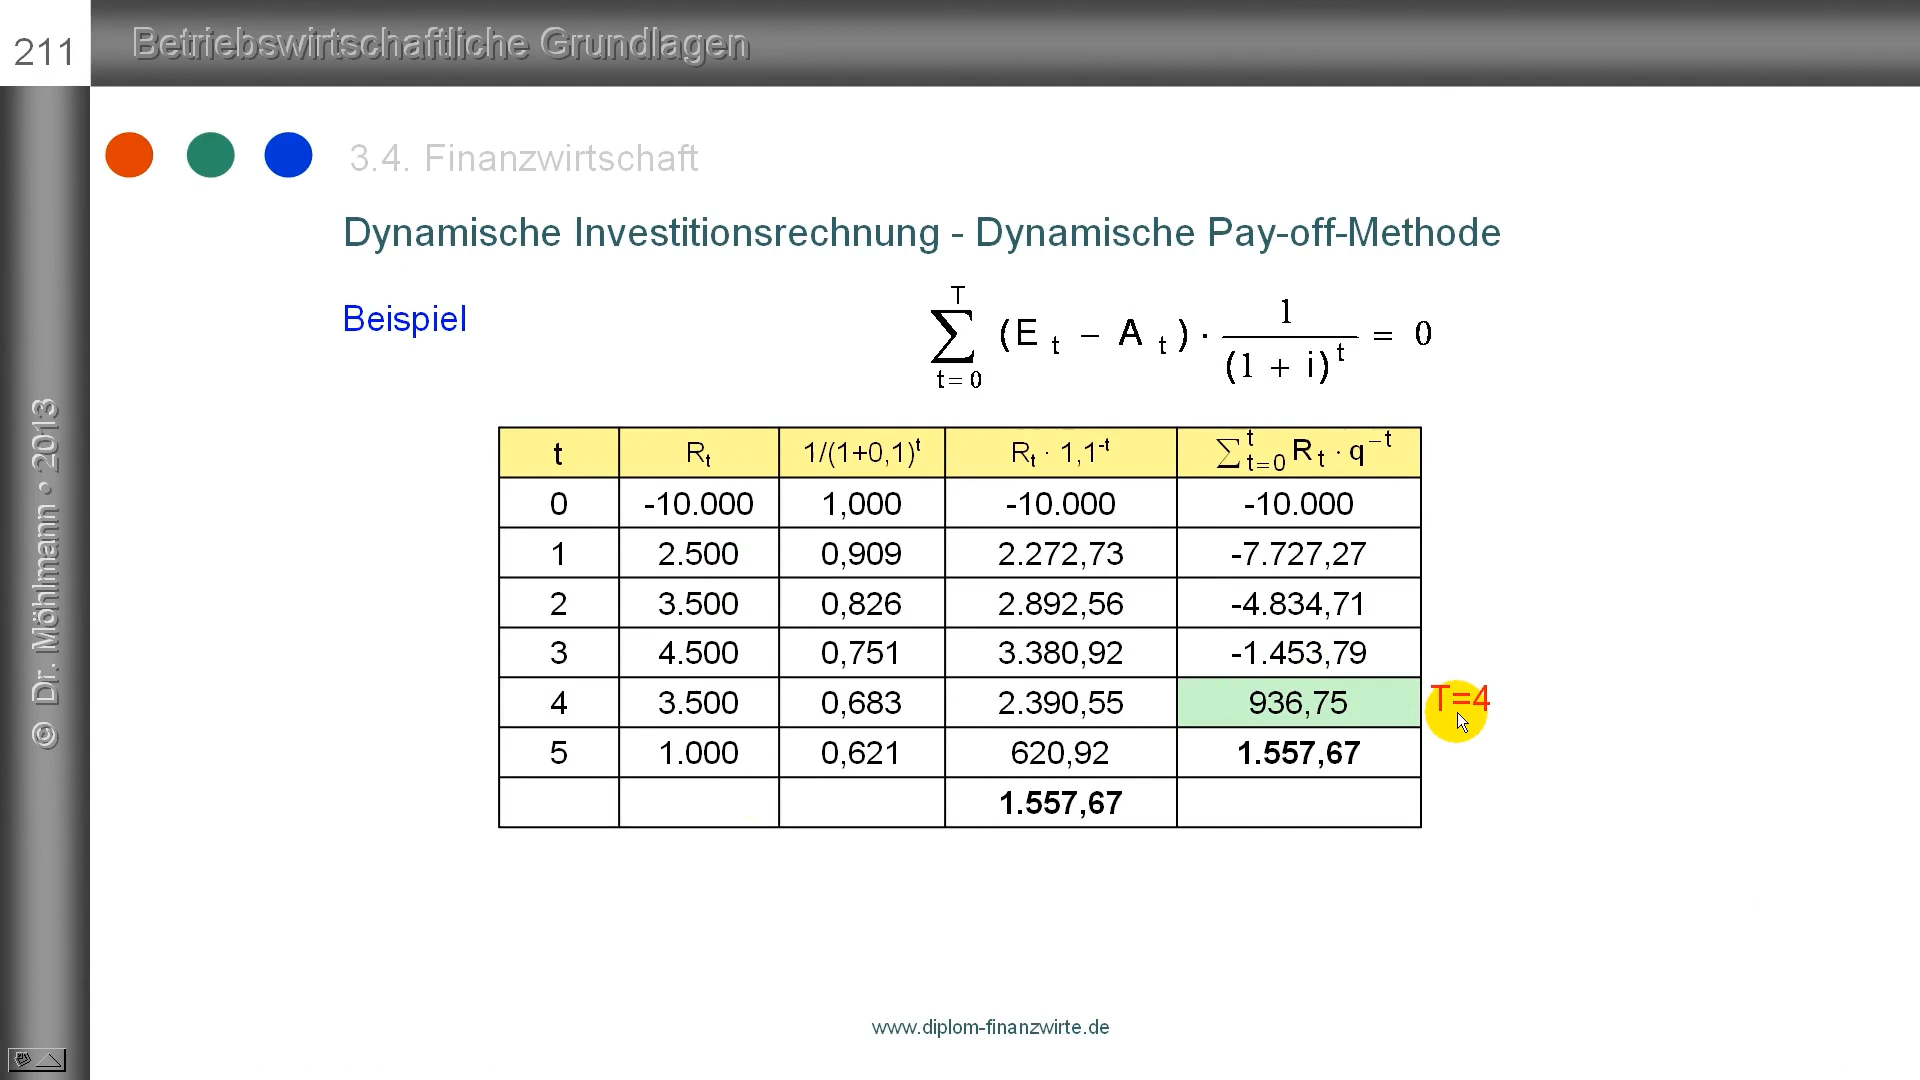 211
Betriebswirtschaftliche Grundlagen
© Dr. Möhlmann • 2013
3.4. Finanzwirtschaft
Dynamische Investitionsrechnung - Dynamische Pay-off-Methode
Beispiel
∑_{t=0}^{T} (E_t − A_t) · 1/(1 + i)^t = 0
t R_t 1/(1+0,1)^t R_t · 1,1^-t ∑_{t=0}^{t} R_t · q^−t
0 -10.000 1,000 -10.000 -10.000
1 2.500 0,909 2.272,73 -7.727,27
2 3.500 0,826 2.892,56 -4.834,71
3 4.500 0,751 3.380,92 -1.453,79
4 3.500 0,683 2.390,55 936,75 T=4
5 1.000 0,621 620,92 1.557,67
1.557,67
www.diplom-finanzwirte.de